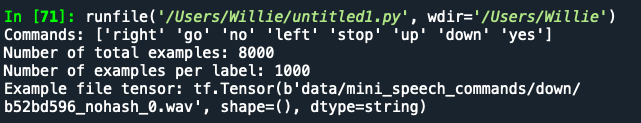 In [71]: runfile('/Users/Willie/untitled1.py', wdir='/Users/Willie')
Commands: ['right' 'go' 'no' 'left' 'stop' 'up' 'down' 'yes']
Number of total examples: 8000
Number of examples per label: 1000
Example file tensor: tf.Tensor(b'data/mini_speech_commands/down/
b52bd596_nohash_0.wav', shape=(), dtype=string)